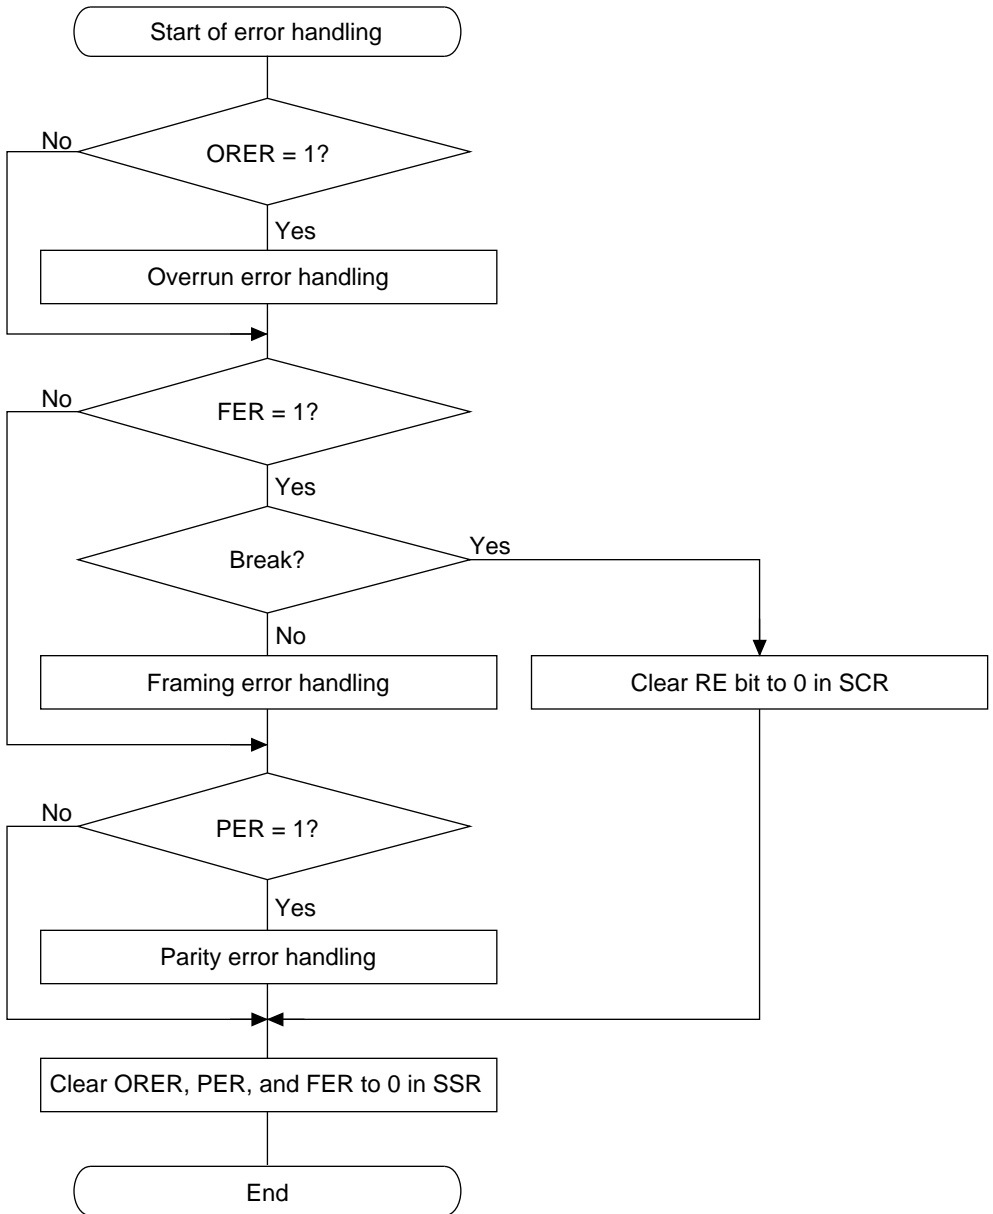 Start of error handling
No
ORER = 1?
Yes
Overrun error handling
No
FER = 1?
Yes
Break?
Yes
No
Framing error handling
Clear RE bit to 0 in SCR
No
PER = 1?
Yes
Parity error handling
Clear ORER, PER, and FER to 0 in SSR
End